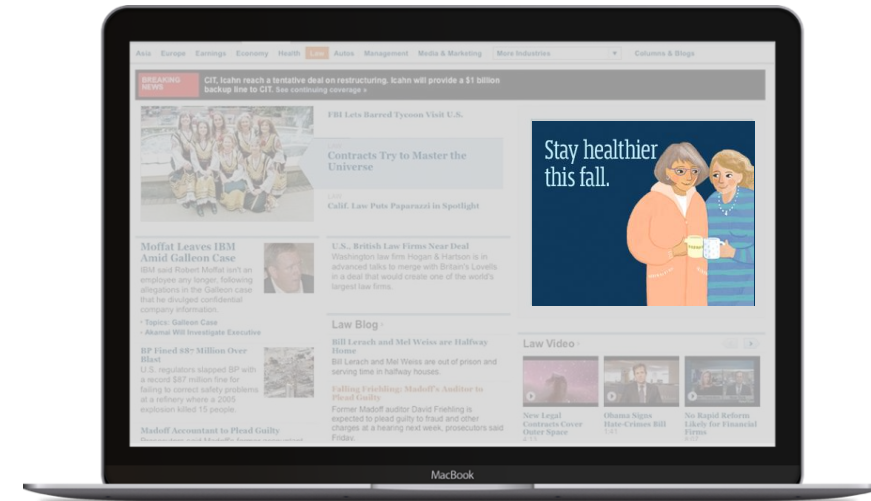 Asia Europe Earnings Economy Health Law Autos Management Media & Marketing More Industries Columns & Blogs
BREAKING
NEWS
CIT, Icahn reach a tentative deal on restructuring. Icahn will provide a $1 billion
backup line to CIT. See continuing coverage »
FBI Lets Barred Tycoon Visit U.S.
LAW
Contracts Try to Master the
Universe
LAW
Calif. Law Puts Paparazzi in Spotlight
Stay healthier
this fall.
Moffat Leaves IBM
Amid Galleon Case
IBM said Robert Moffat isn't an
employee any longer, following
allegations in the Galleon case
that he divulged confidential
company information.
• Topics: Galleon Case
• Akamai Will Investigate Executive
BP Fined $87 Million Over
Blast
U.S. regulators slapped BP with
a record $87 million fine for
failing to correct safety problems
at a refinery where a 2005
explosion killed 15 people.
Madoff Accountant to Plead Guilty
U.S., British Law Firms Near Deal
Washington law firm Hogan & Hartson is in
advanced talks to merge with Britain's Lovells
in a deal that would create one of the world's
largest law firms.
Law Blog ›
Bill Lerach and Mel Weiss are Halfway
Home
Bill Lerach and Mel Weiss are out of prison and
serving time in halfway houses.
Falling Friehling: Madoff's Auditor to
Plead Guilty
Former Madoff auditor David Friehling is
expected to plead guilty to fraud and other
charges at a hearing next week, prosecutors said
Friday.
Law Video ›
New Legal
Contracts Cover
Outer Space
Obama Signs
Hate-Crimes Bill
No Rapid Reform
Likely for Financial
Firms
MacBook